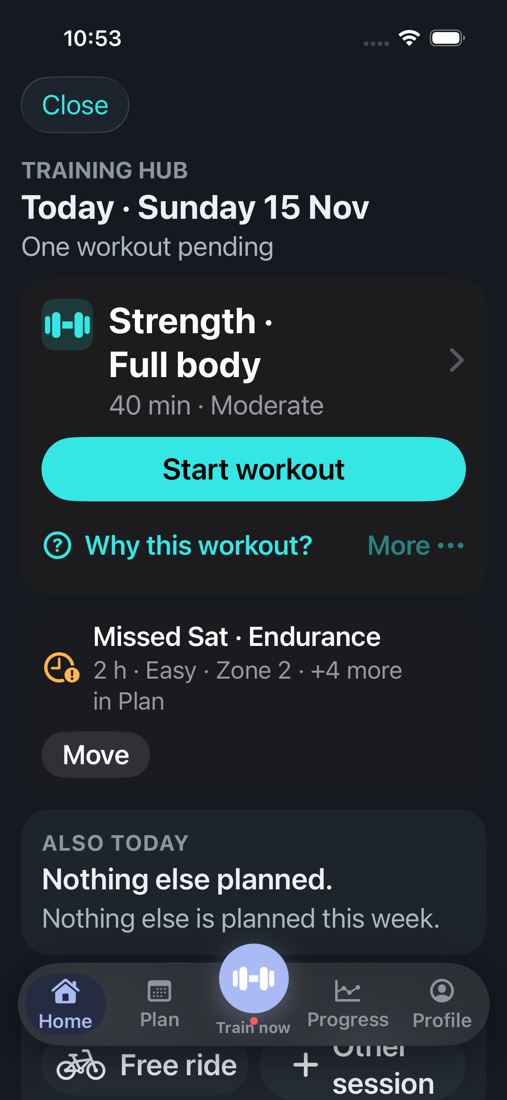 10:53
Close
TRAINING HUB
Today · Sunday 15 Nov
One workout pending
Strength ·
Full body
40 min · Moderate
Start workout
? Why this workout?
More ···
Missed Sat · Endurance
2 h · Easy · Zone 2 · +4 more
in Plan
Move
ALSO TODAY
Nothing else planned.
Nothing else is planned this week.
Home
Plan
Train now
Progress
Profile
Free ride
+ Other
session